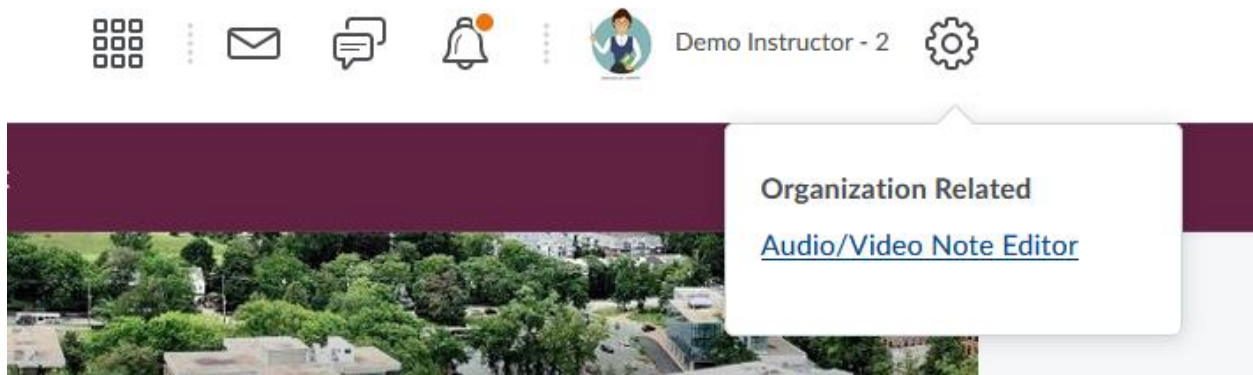 Demo Instructor - 2
Organization Related
Audio/Video Note Editor